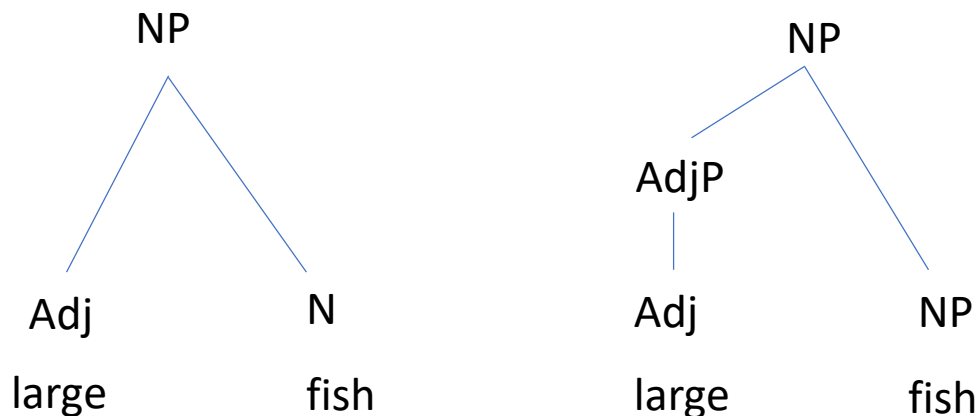 NP
Adj N
large fish
NP
AdjP
Adj NP
large fish